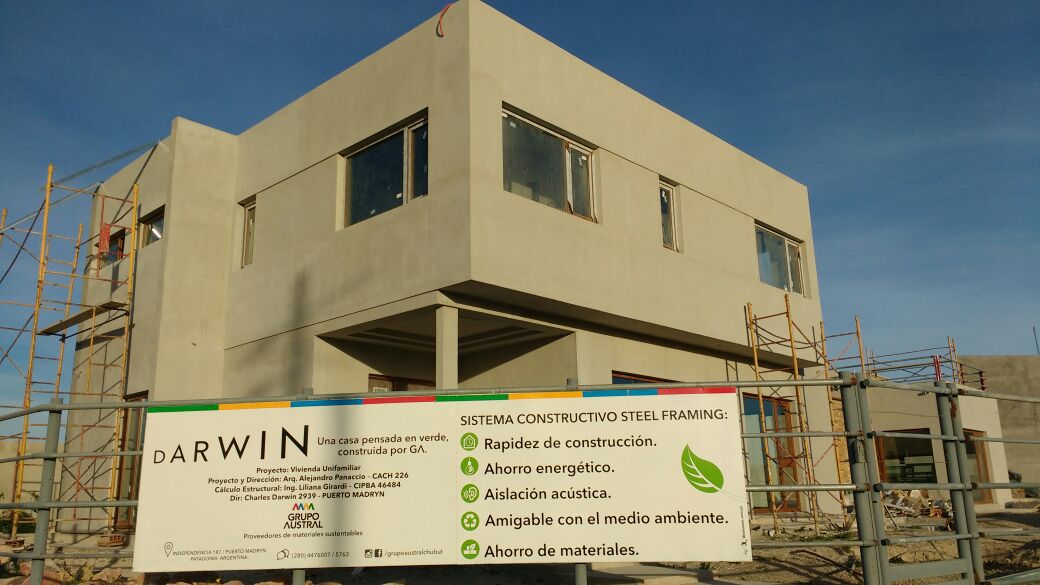 DARWIN
Una casa pensada en verde,
construida por GA.
Proyecto: Vivienda Unifamiliar
Proyecto y Dirección: Arq. Alejandro Panaccio - CACH 226
Cálculo Estructural: Ing. Liliana Girardi - CIPBA 46484
Dir: Charles Darwin 2939 - PUERTO MADRYN
GRUPO
AUSTRAL
Proveedores de materiales sustentables
INDEPENDENCIA 187 / PUERTO MADRYN
PATAGONIA ARGENTINA
(280) 4476007 / 5763
/grupoaustralchubut
SISTEMA CONSTRUCTIVO STEEL FRAMING:
Rapidez de construcción.
Ahorro energético.
Aislación acústica.
Amigable con el medio ambiente.
Ahorro de materiales.